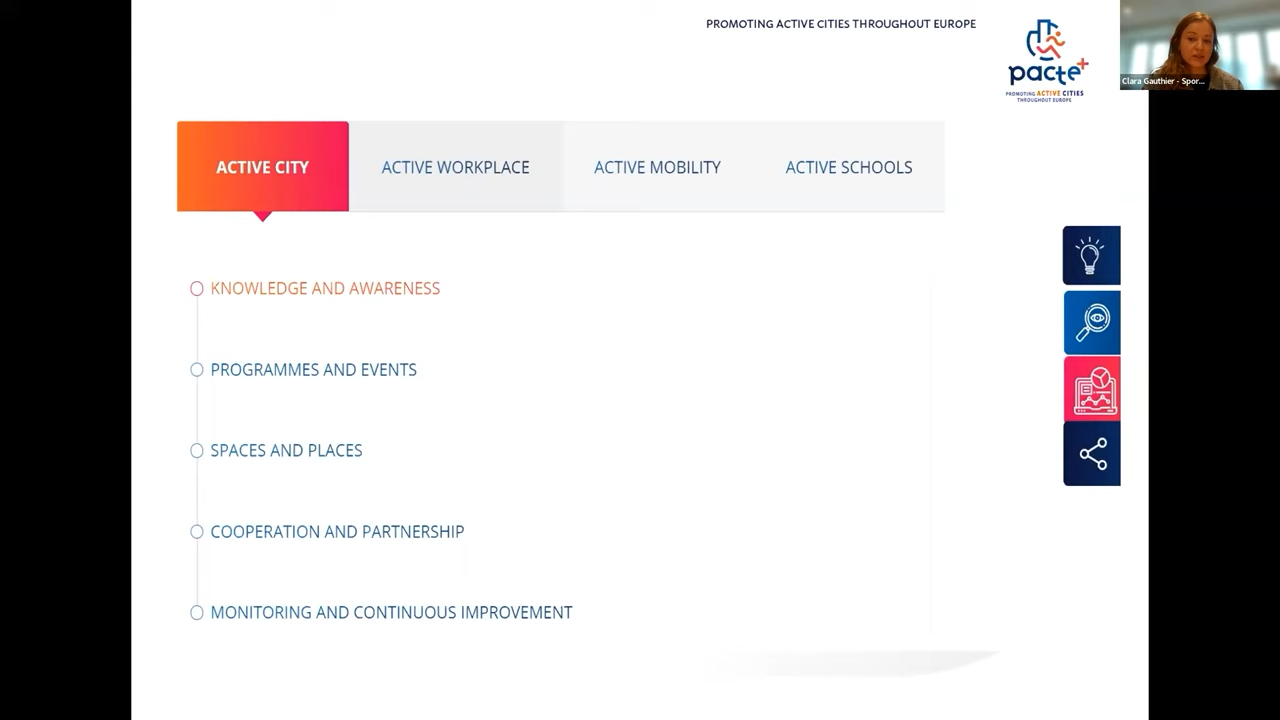 PROMOTING ACTIVE CITIES THROUGHOUT EUROPE
pacte+
PROMOTING ACTIVE CITIES
THROUGHOUT EUROPE
Clara Gauthier - Spor...
ACTIVE CITY
ACTIVE WORKPLACE
ACTIVE MOBILITY
ACTIVE SCHOOLS
KNOWLEDGE AND AWARENESS
PROGRAMMES AND EVENTS
SPACES AND PLACES
COOPERATION AND PARTNERSHIP
MONITORING AND CONTINUOUS IMPROVEMENT